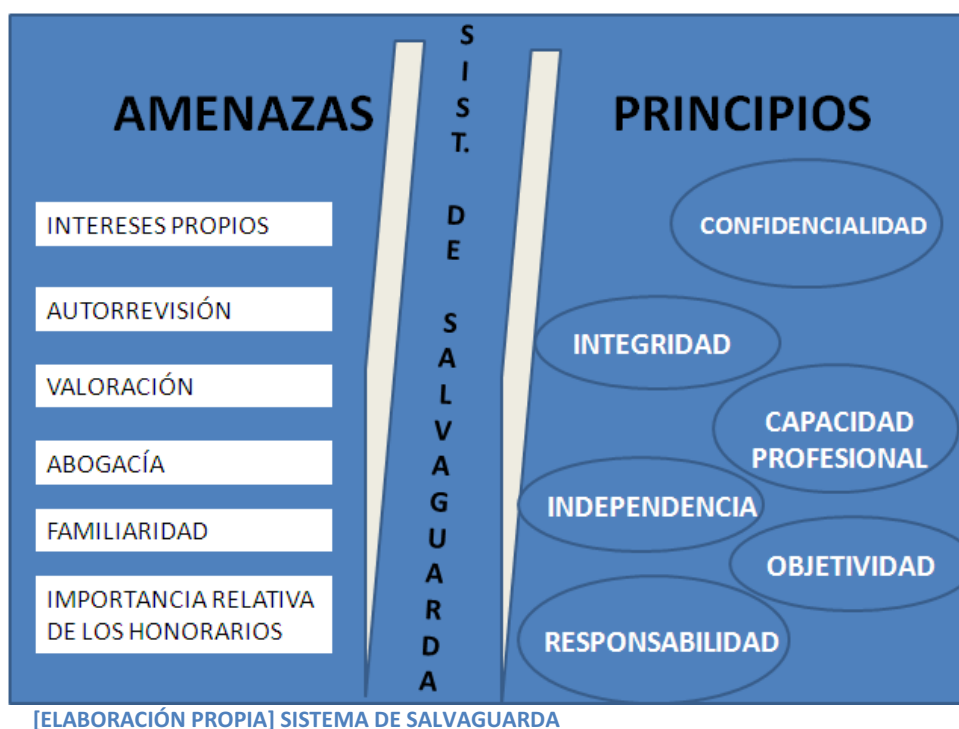 AMENAZAS
INTERESES PROPIOS
AUTORREVISIÓN
VALORACIÓN
ABOGACÍA
FAMILIARIDAD
IMPORTANCIA RELATIVA
DE LOS HONORARIOS
SIST. DE SALVAGUARDA
PRINCIPIOS
CONFIDENCIALIDAD
INTEGRIDAD
CAPACIDAD
PROFESIONAL
INDEPENDENCIA
OBJETIVIDAD
RESPONSABILIDAD
[ELABORACIÓN PROPIA] SISTEMA DE SALVAGUARDA